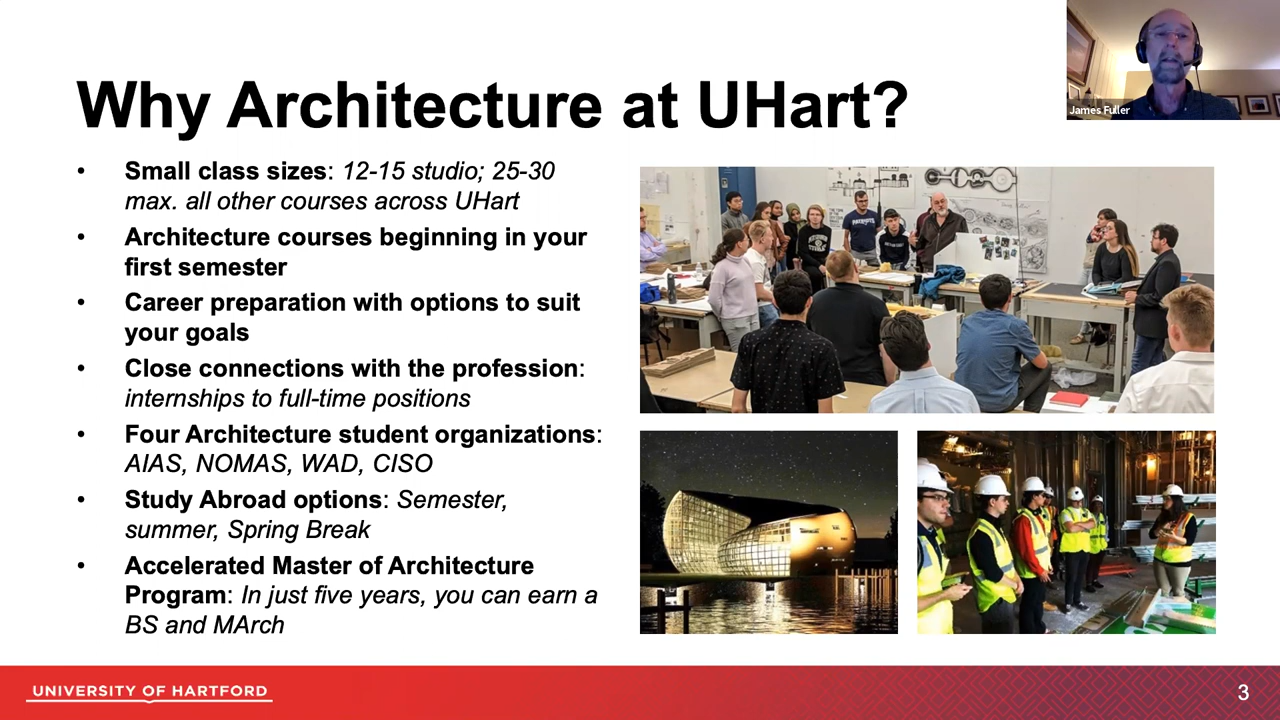 James Fuller
Why Architecture at UHart?
• Small class sizes: 12-15 studio; 25-30
max. all other courses across UHart
• Architecture courses beginning in your
first semester
• Career preparation with options to suit
your goals
• Close connections with the profession:
internships to full-time positions
• Four Architecture student organizations:
AIAS, NOMAS, WAD, CISO
• Study Abroad options: Semester,
summer, Spring Break
• Accelerated Master of Architecture
Program: In just five years, you can earn a
BS and MArch
PATRIOTS
UNIVERSITY OF HARTFORD
3